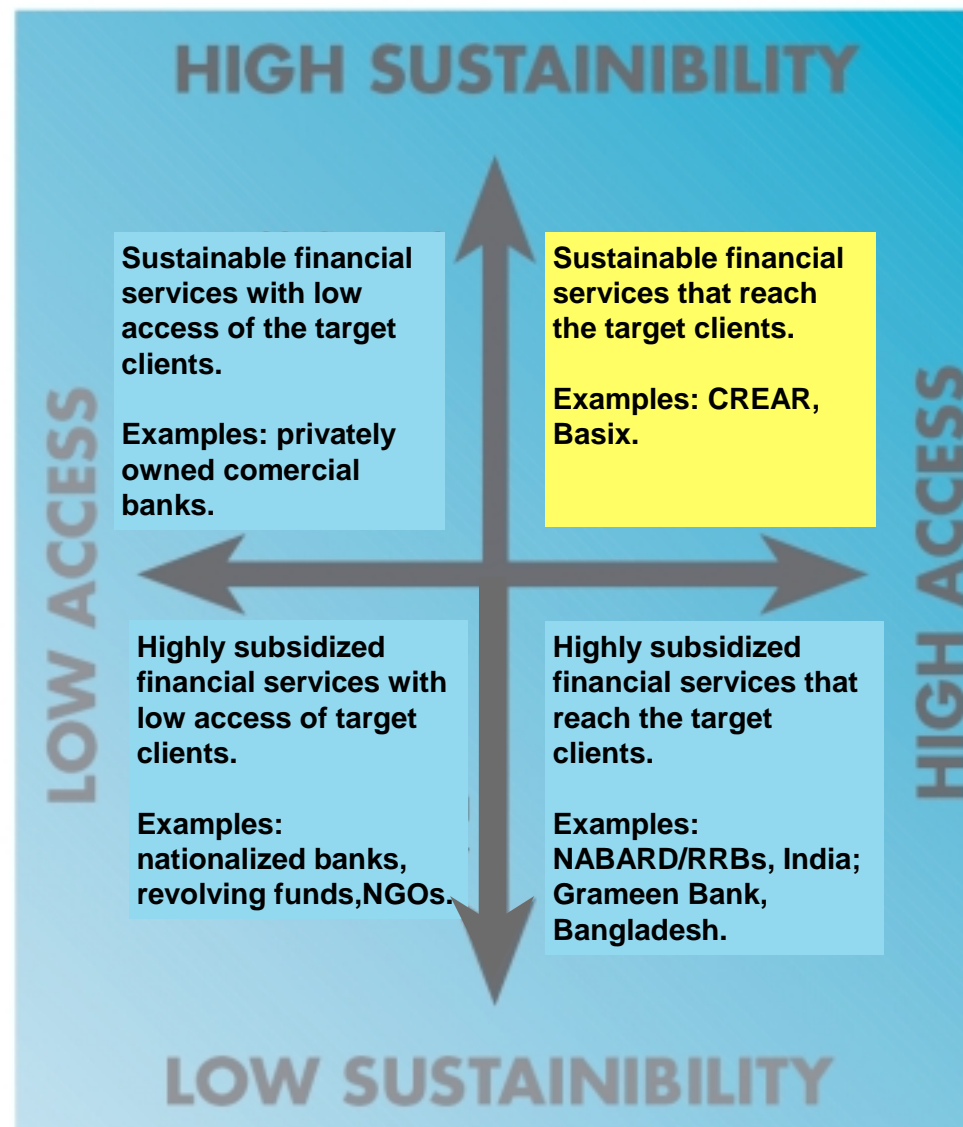 HIGH SUSTAINIBILITY
LOW ACCESS
Sustainable financial
services with low
access of the target
clients.
Examples: privately
owned comercial
banks.
Sustainable financial
services that reach
the target clients.
Examples: CREAR,
Basix.
HIGH ACCESS
Highly subsidized
financial services with
low access of target
clients.
Examples:
nationalized banks,
revolving funds,NGOs.
Highly subsidized
financial services that
reach the target
clients.
Examples:
NABARD/RRBs, India;
Grameen Bank,
Bangladesh.
LOW SUSTAINIBILITY